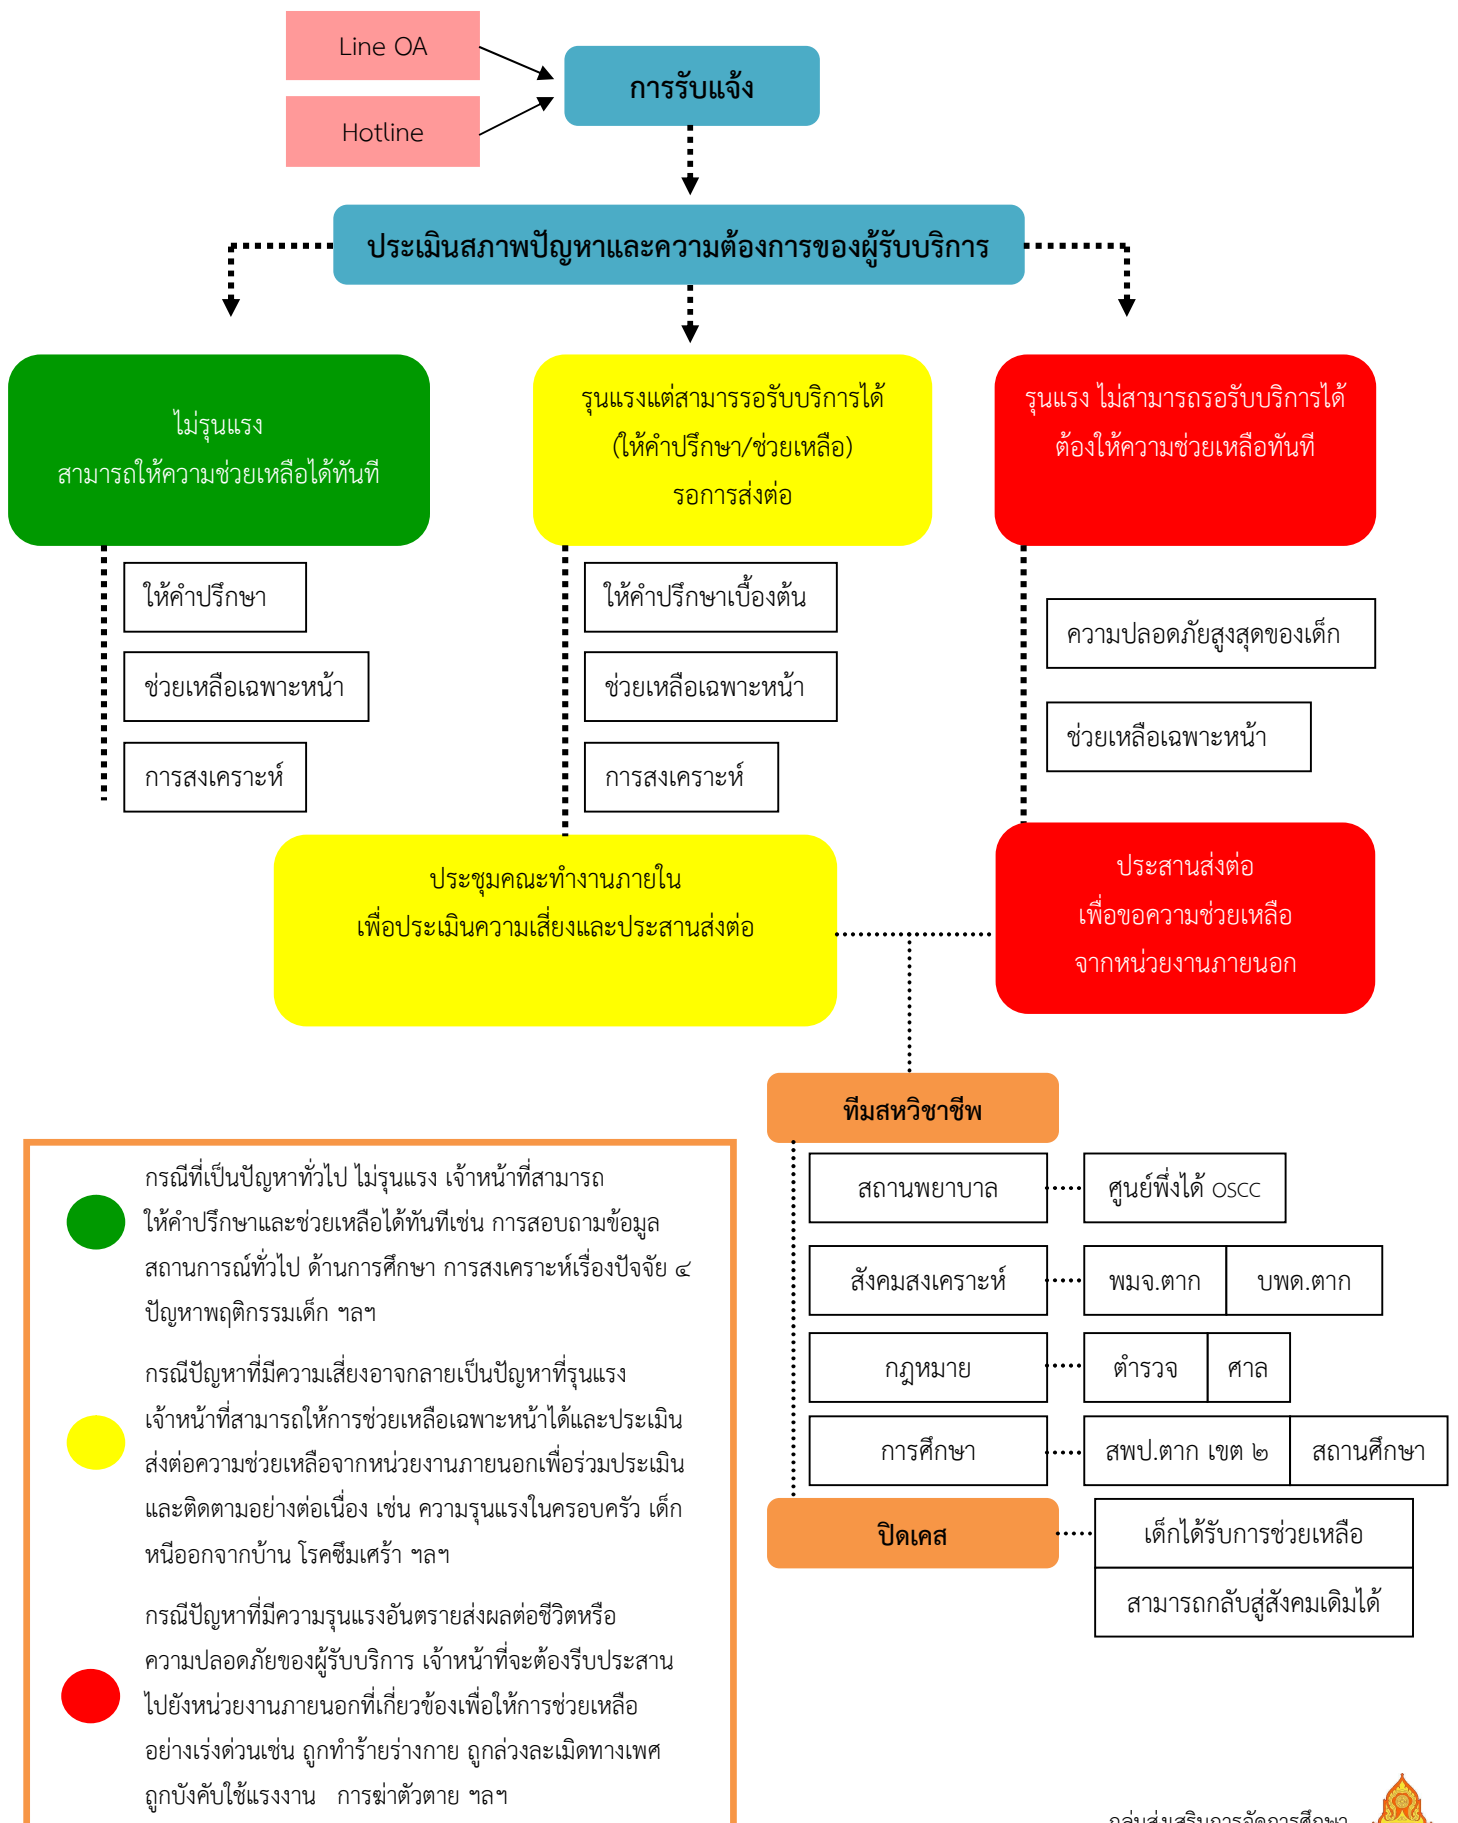 Line OA
Hotline
การรับแจ้ง
ประเมินสภาพปัญหาและความต้องการของผู้รับบริการ
ไม่รุนแรง
สามารถให้ความช่วยเหลือได้ทันที
รุนแรงแต่สามารรอรับบริการได้
(ให้คำปรึกษา/ช่วยเหลือ)
รอการส่งต่อ
รุนแรง ไม่สามารถรอรับบริการได้
ต้องให้ความช่วยเหลือทันที
ให้คำปรึกษา
ช่วยเหลือเฉพาะหน้า
การสงเคราะห์
ให้คำปรึกษาเบื้องต้น
ช่วยเหลือเฉพาะหน้า
การสงเคราะห์
ความปลอดภัยสูงสุดของเด็ก
ช่วยเหลือเฉพาะหน้า
ประชุมคณะทำงานภายใน
เพื่อประเมินความเสี่ยงและประสานส่งต่อ
ประสานส่งต่อ
เพื่อขอความช่วยเหลือ
จากหน่วยงานภายนอก
ทีมสหวิชาชีพ
สถานพยาบาล
ศูนย์พึ่งได้ OSCC
สังคมสงเคราะห์
พมจ.ตาก
บพด.ตาก
กฎหมาย
ตำรวจ
ศาล
การศึกษา
สพป.ตาก เขต ๒
สถานศึกษา
ปิดเคส
เด็กได้รับการช่วยเหลือ
สามารถกลับสู่สังคมเดิมได้
กรณีที่เป็นปัญหาทั่วไป ไม่รุนแรง เจ้าหน้าที่สามารถ
ให้คำปรึกษาและช่วยเหลือได้ทันทีเช่น การสอบถามข้อมูล
สถานการณ์ทั่วไป ด้านการศึกษา การสงเคราะห์เรื่องปัจจัย ๔
ปัญหาพฤติกรรมเด็ก ฯลฯ
กรณีปัญหาที่มีความเสี่ยงอาจกลายเป็นปัญหาที่รุนแรง
เจ้าหน้าที่สามารถให้การช่วยเหลือเฉพาะหน้าได้และประเมิน
ส่งต่อความช่วยเหลือจากหน่วยงานภายนอกเพื่อร่วมประเมิน
และติดตามอย่างต่อเนื่อง เช่น ความรุนแรงในครอบครัว เด็ก
หนีออกจากบ้าน โรคซึมเศร้า ฯลฯ
กรณีปัญหาที่มีความรุนแรงอันตรายส่งผลต่อชีวิตหรือ
ความปลอดภัยของผู้รับบริการ เจ้าหน้าที่จะต้องรีบประสาน
ไปยังหน่วยงานภายนอกที่เกี่ยวข้องเพื่อให้การช่วยเหลือ
อย่างเร่งด่วนเช่น ถูกทำร้ายร่างกาย ถูกล่วงละเมิดทางเพศ
ถูกบังคับใช้แรงงาน การฆ่าตัวตาย ฯลฯ
กลุ่มส่งเสริมการจัดการศึกษา